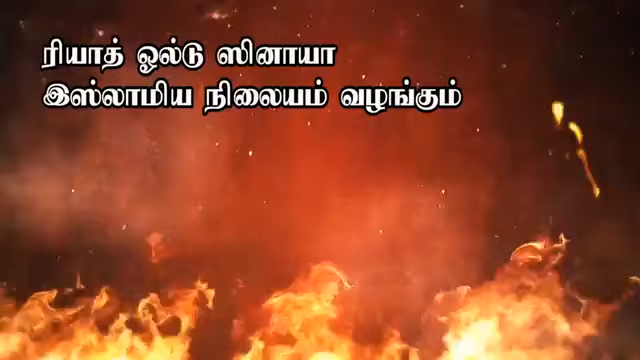 ரியாத் ஓல்டு ஸினாயா
இஸ்லாமிய நிலையம் வழங்கும்